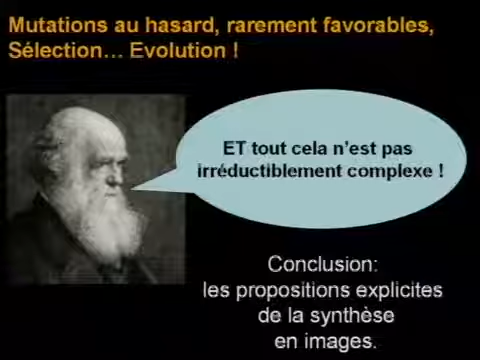 Mutations au hasard, rarement favorables,
Sélection... Evolution !
ET tout cela n'est pas
irréductiblement complexe !
Conclusion:
les propositions explicites
de la synthèse
en images.